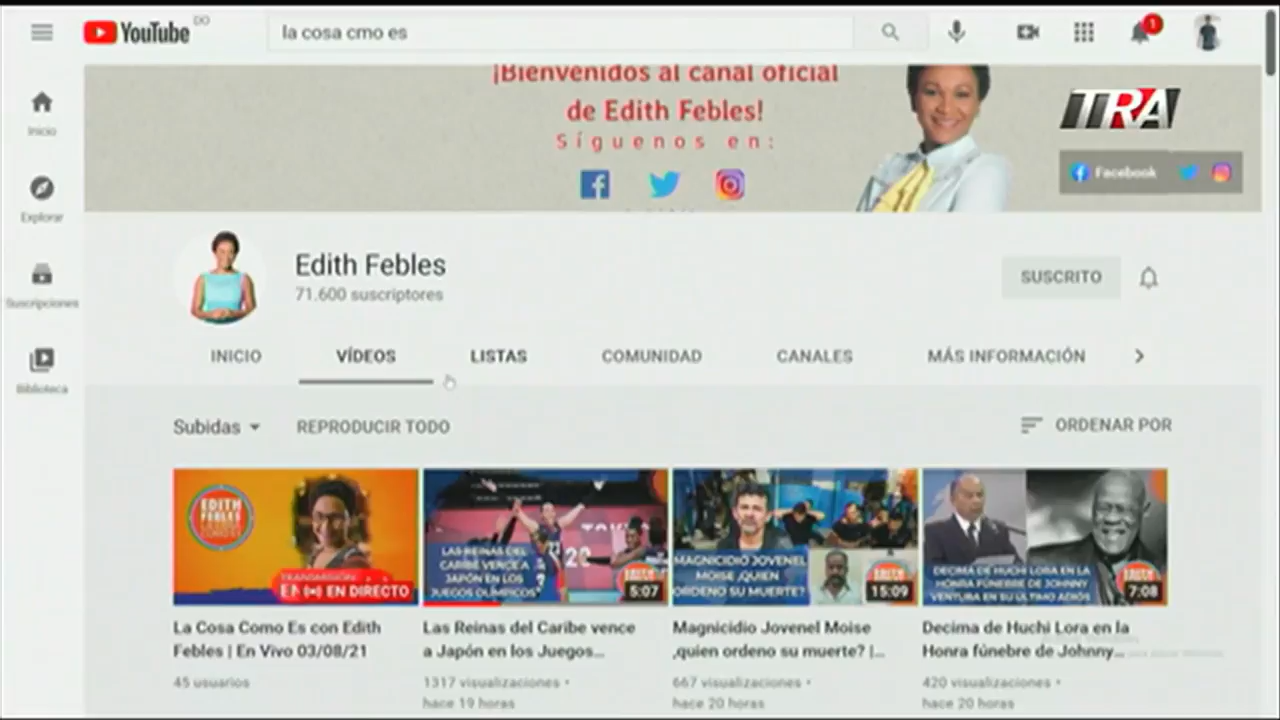 YouTube DO
la cosa cmo es
1
Inicio
Explorar
Suscripciones
Biblioteca
¡Bienvenidos al canal oficial
de Edith Febles!
Síguenos en:
TRA
Facebook
Edith Febles
71.600 suscriptores
SUSCRITO
INICIO
VÍDEOS
LISTAS
COMUNIDAD
CANALES
MÁS INFORMACIÓN
Subidas
REPRODUCIR TODO
ORDENAR POR
EDITH
FEBLES
TRANSMISIÓN
EN DIRECTO
La Cosa Como Es con Edith
Febles | En Vivo 03/08/21
45 usuarios
LAS REINAS DEL
CARIBE VENCE A
JAPÓN EN LOS
JUEGOS OLÍMPICOS
5:07
Las Reinas del Caribe vence
a Japón en los Juegos...
1317 visualizaciones •
hace 19 horas
MAGNICIDIO JOVENEL
MOISE ¿QUIEN
ORDENO SU MUERTE?
15:09
Magnicidio Jovenel Moise
,quien ordeno su muerte? |...
667 visualizaciones •
hace 20 horas
DECIMA DE HUCHI LORA EN LA
HONRA FÚNEBRE DE JOHNNY
VENTURA EN SU ÚLTIMO ADIÓS
7:08
Decima de Huchi Lora en la
Honra fúnebre de Johnny...
420 visualizaciones •
hace 20 horas